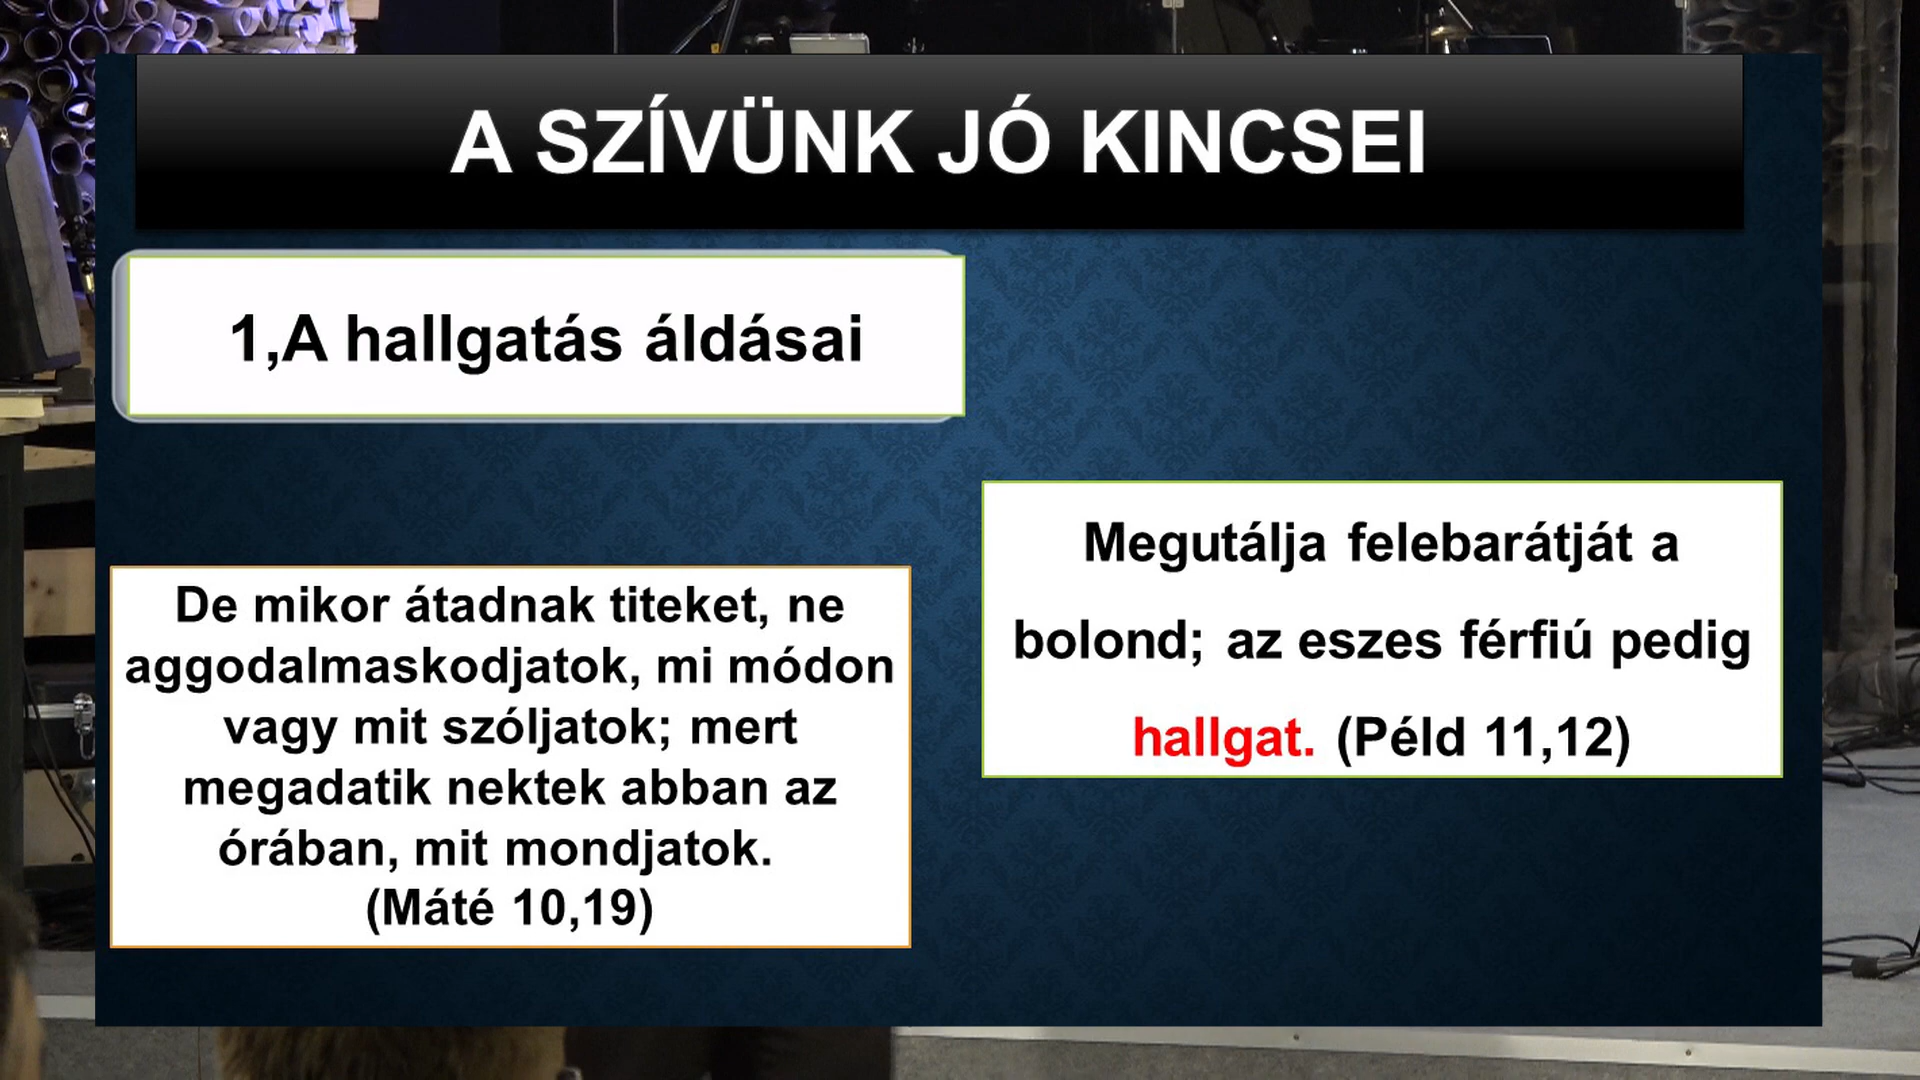 A SZÍVÜNK JÓ KINCSEI
1,A hallgatás áldásai
De mikor átadnak titeket, ne
aggodalmaskodjatok, mi módon
vagy mit szóljatok; mert
megadatik nektek abban az
órában, mit mondjatok.
(Máté 10,19)
Megutálja felebarátját a
bolond; az eszes férfiú pedig
hallgat. (Péld 11,12)